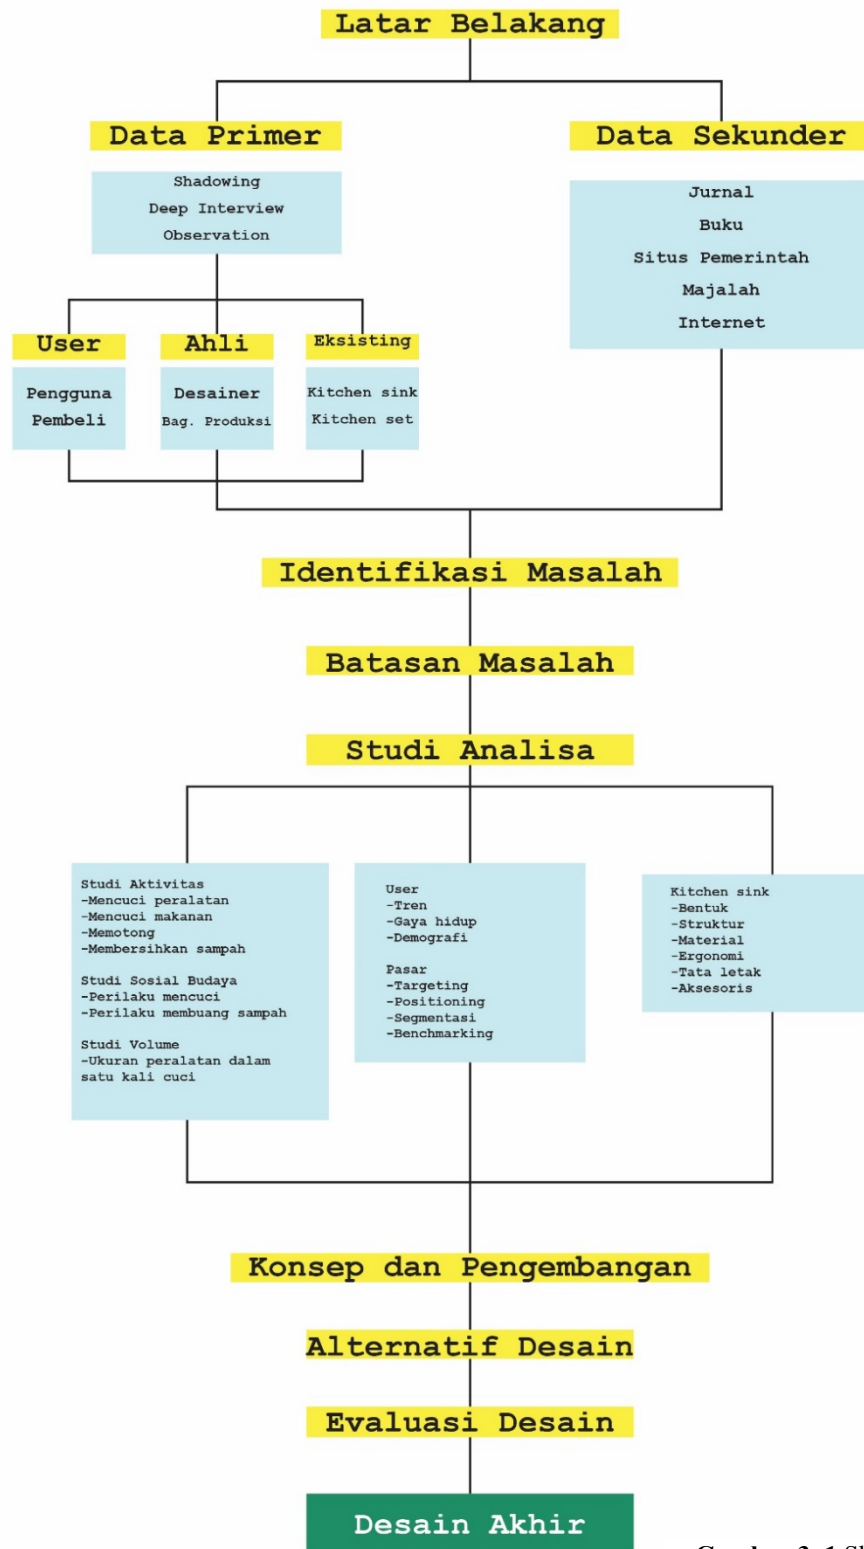 Latar Belakang
Data Primer
Data Sekunder
Shadowing
Deep Interview
Observation
Jurnal
Buku
Situs Pemerintah
Majalah
Internet
User
Ahli
Eksisting
Pengguna
Pembeli
Desainer
Bag. Produksi
Kitchen sink
Kitchen set
Identifikasi Masalah
Batasan Masalah
Studi Analisa
Studi Aktivitas
-Mencuci peralatan
-Mencuci makanan
-Memotong
-Membersihkan sampah
Studi Sosial Budaya
-Perilaku mencuci
-Perilaku membuang sampah
Studi Volume
-Ukuran peralatan dalam
satu kali cuci
User
-Tren
-Gaya hidup
-Demografi
Pasar
-Targeting
-Positioning
-Segmentasi
-Benchmarking
Kitchen sink
-Bentuk
-Struktur
-Material
-Ergonomi
-Tata letak
-Aksesoris
Konsep dan Pengembangan
Alternatif Desain
Evaluasi Desain
Desain Akhir